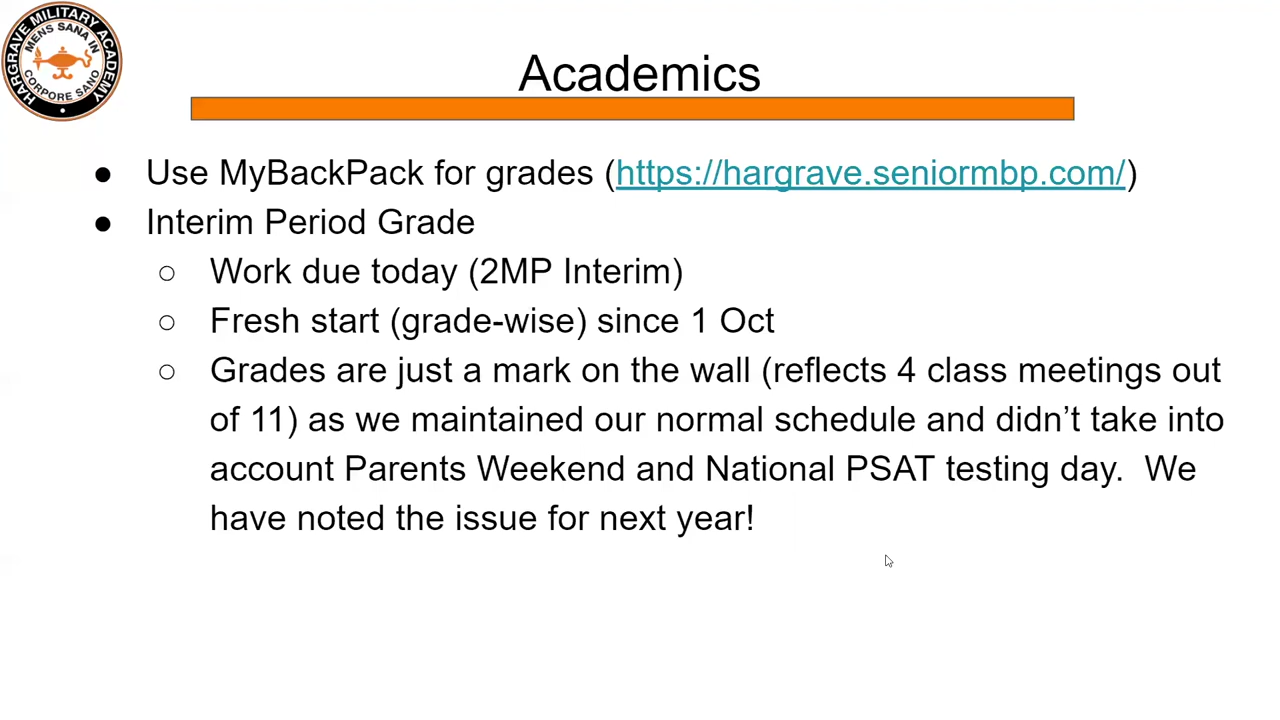 HARGRAVE MILITARY ACADEMY
MENS SANA IN
CORPORE SANO
Academics
● Use MyBackPack for grades (https://hargrave.seniormbp.com/)
● Interim Period Grade
○ Work due today (2MP Interim)
○ Fresh start (grade-wise) since 1 Oct
○ Grades are just a mark on the wall (reflects 4 class meetings out
of 11) as we maintained our normal schedule and didn’t take into
account Parents Weekend and National PSAT testing day.  We
have noted the issue for next year!